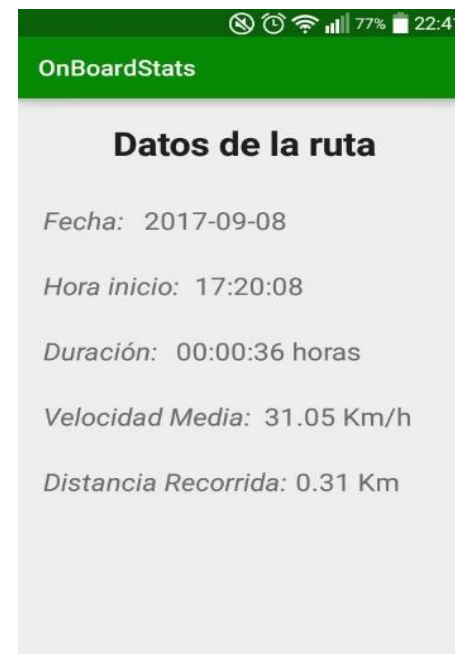 77% 22:41
OnBoardStats
Datos de la ruta
Fecha: 2017-09-08
Hora inicio: 17:20:08
Duración: 00:00:36 horas
Velocidad Media: 31.05 Km/h
Distancia Recorrida: 0.31 Km